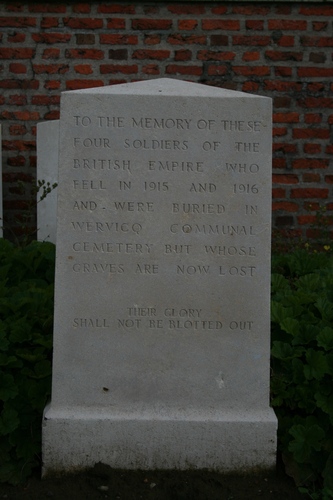 TO THE MEMORY OF THESE
FOUR SOLDIERS OF THE
BRITISH EMPIRE WHO
FELL IN 1915 AND 1916
AND WERE BURIED IN
WERVICQ COMMUNAL
CEMETERY BUT WHOSE
GRAVES ARE NOW LOST
THEIR GLORY
SHALL NOT BE BLOTTED OUT